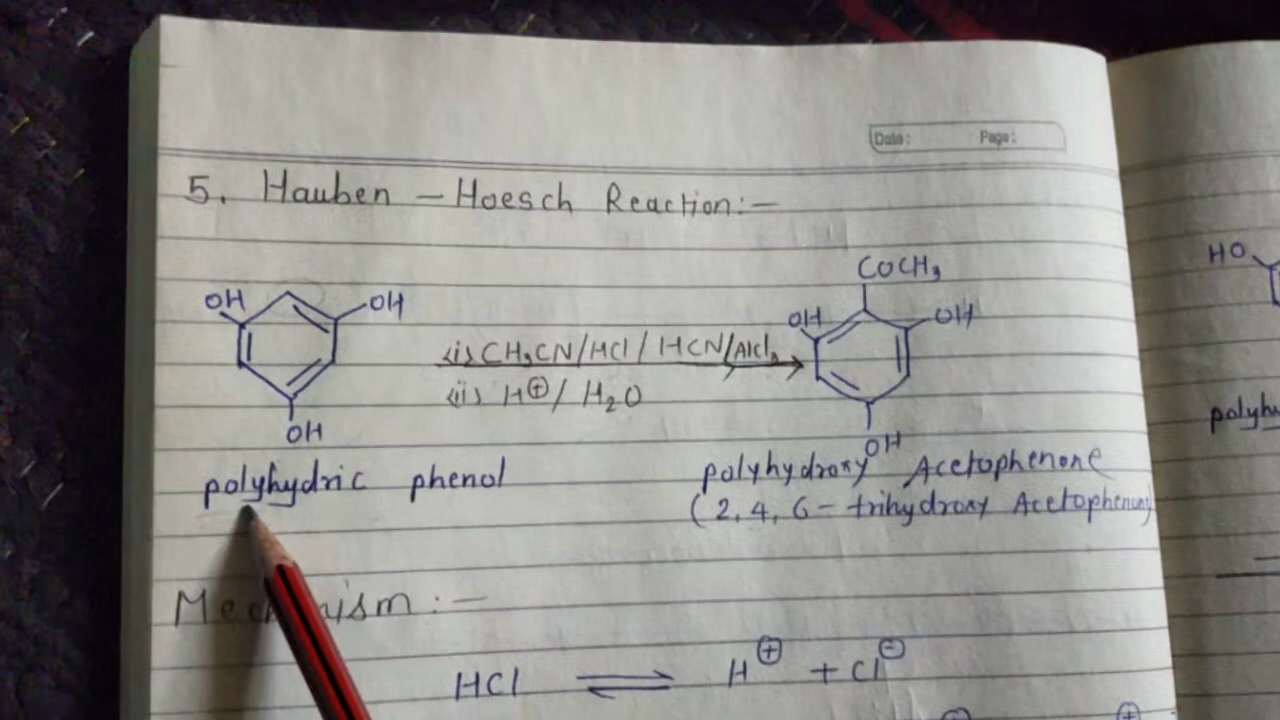 Date: Page:
5. Hauben - Hoesch Reaction:-
HO
COCH3
OH OH
OH OH
(i) CH3CN/HCl / HCN/AlCl3
(ii) H⊕/ H2O
OH
OH
polyhydric phenol
polyhydroxy Acetophenone
(2,4,6- trihydroxy Acetophenone)
Mechanism:-
HCl ⇌ H⊕ + Cl⊖